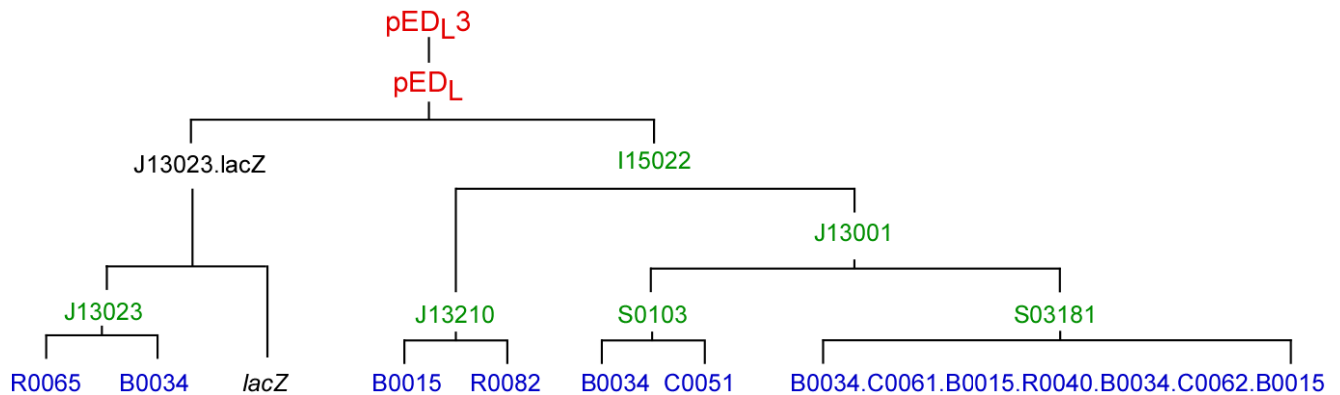 pEDL3
pEDL
J13023.lacZ
I15022
J13001
J13023
J13210
S0103
S03181
R0065 B0034 lacZ B0015 R0082 B0034 C0051 B0034.C0061.B0015.R0040.B0034.C0062.B0015